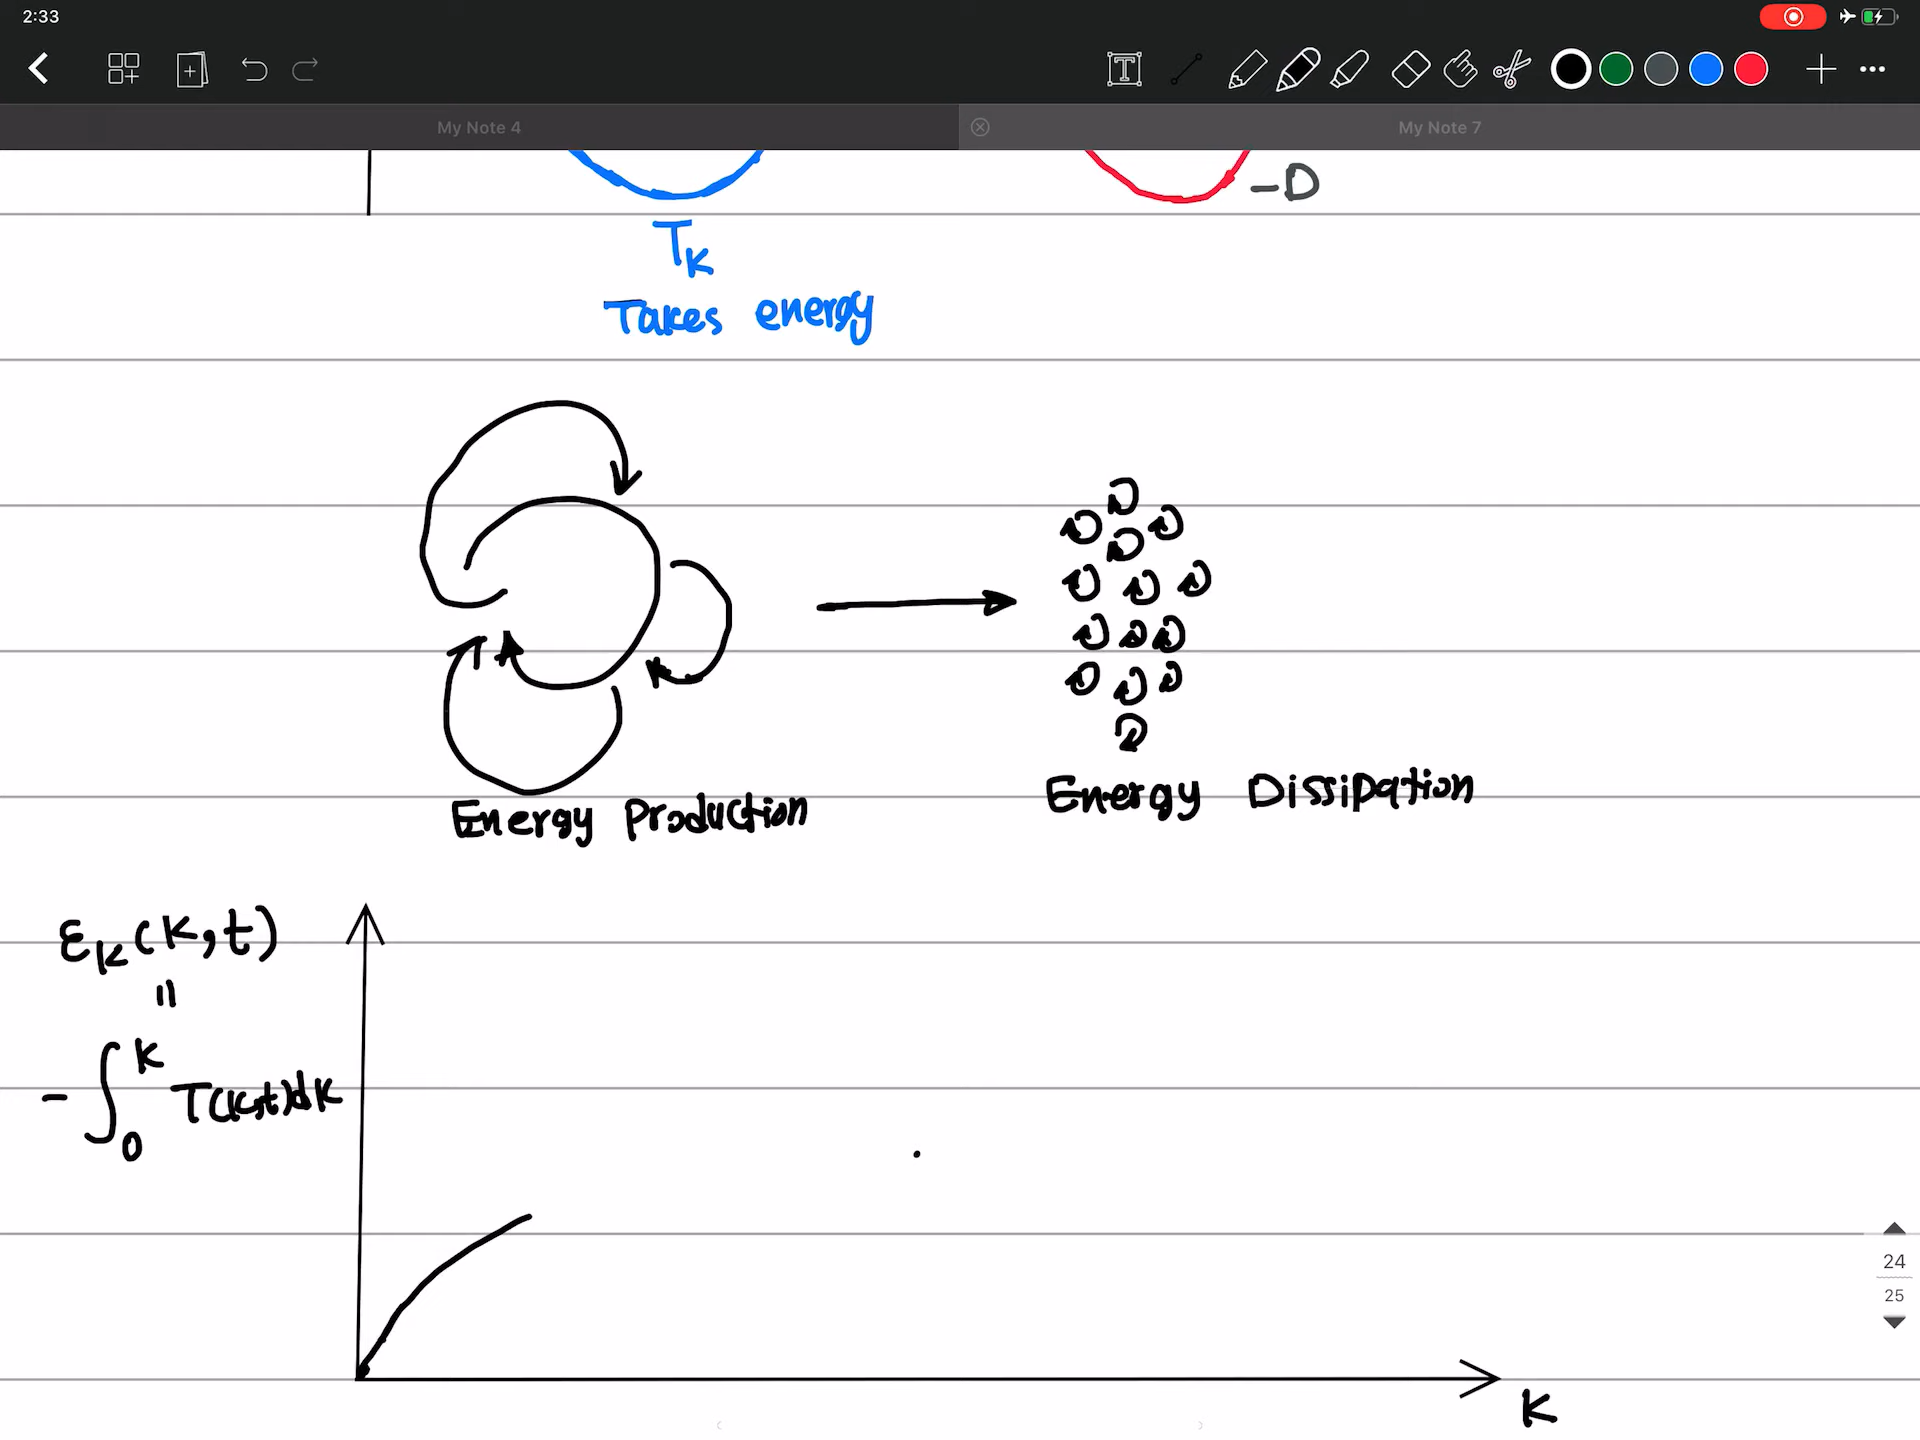 2:33
My Note 4
My Note 7
-D
TK
Takes energy
Energy Production
Energy Dissipation
εK(K,t)
=
- ∫0K T(K,t)dK
K
24
25